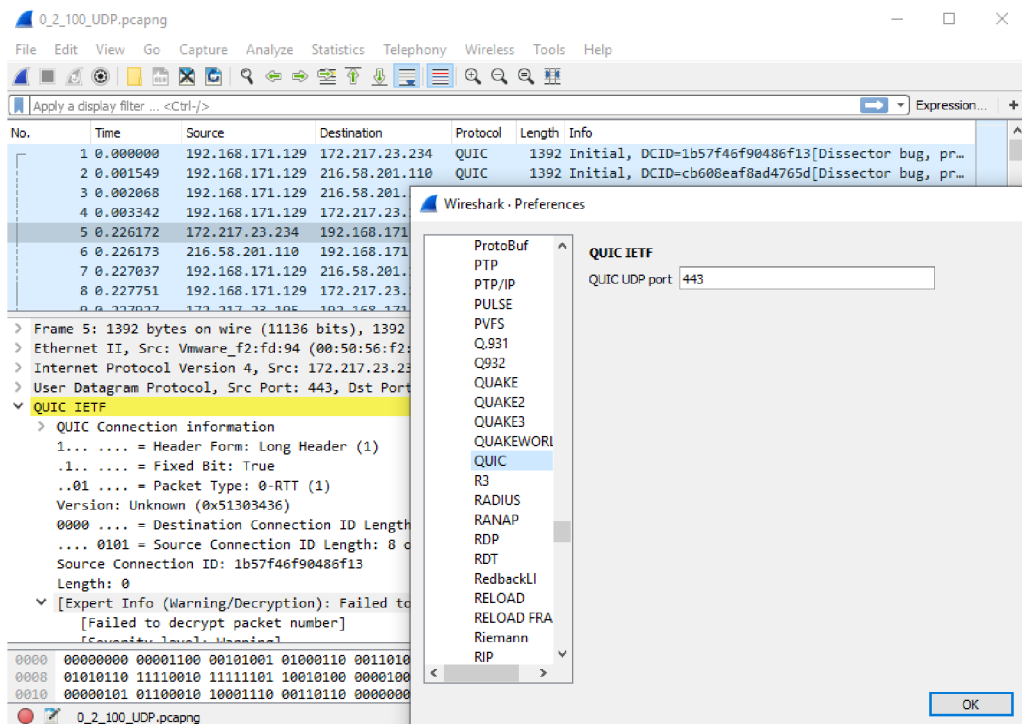 0_2_100_UDP.pcapng
File Edit View Go Capture Analyze Statistics Telephony Wireless Tools Help
Apply a display filter ... <Ctrl-/> Expression... +
No. Time Source Destination Protocol Length Info
1 0.000000 192.168.171.129 172.217.23.234 QUIC 1392 Initial, DCID=1b57f46f90486f13[Dissector bug, pr…
2 0.001549 192.168.171.129 216.58.201.110 QUIC 1392 Initial, DCID=cb608eaf8ad4765d[Dissector bug, pr…
3 0.002068 192.168.171.129 216.58.201.
4 0.003342 192.168.171.129 172.217.23.
5 0.226172 172.217.23.234 192.168.171
6 0.226173 216.58.201.110 192.168.171
7 0.227037 192.168.171.129 216.58.201.
8 0.227751 192.168.171.129 172.217.23.
Frame 5: 1392 bytes on wire (11136 bits), 1392
Ethernet II, Src: Vmware_f2:fd:94 (00:50:56:f2:
Internet Protocol Version 4, Src: 172.217.23.23
User Datagram Protocol, Src Port: 443, Dst Port
QUIC IETF
QUIC Connection information
1... .... = Header Form: Long Header (1)
.1.. .... = Fixed Bit: True
..01 .... = Packet Type: 0-RTT (1)
Version: Unknown (0x51303436)
0000 .... = Destination Connection ID Length
.... 0101 = Source Connection ID Length: 8 o
Source Connection ID: 1b57f46f90486f13
Length: 0
[Expert Info (Warning/Decryption): Failed to
[Failed to decrypt packet number]
[Severity level: Warning]
0000 00000000 00001100 00101001 01000110 0011010
0008 01010110 11110010 11111101 10010100 0000100
0010 00000101 01100010 10001110 00110110 0000000
0_2_100_UDP.pcapng
Wireshark · Preferences
ProtoBuf
PTP
PTP/IP
PULSE
PVFS
Q.931
Q932
QUAKE
QUAKE2
QUAKE3
QUAKEWORL
QUIC
R3
RADIUS
RANAP
RDP
RDT
RedbackLI
RELOAD
RELOAD FRA
Riemann
RIP
QUIC IETF
QUIC UDP port 443
OK